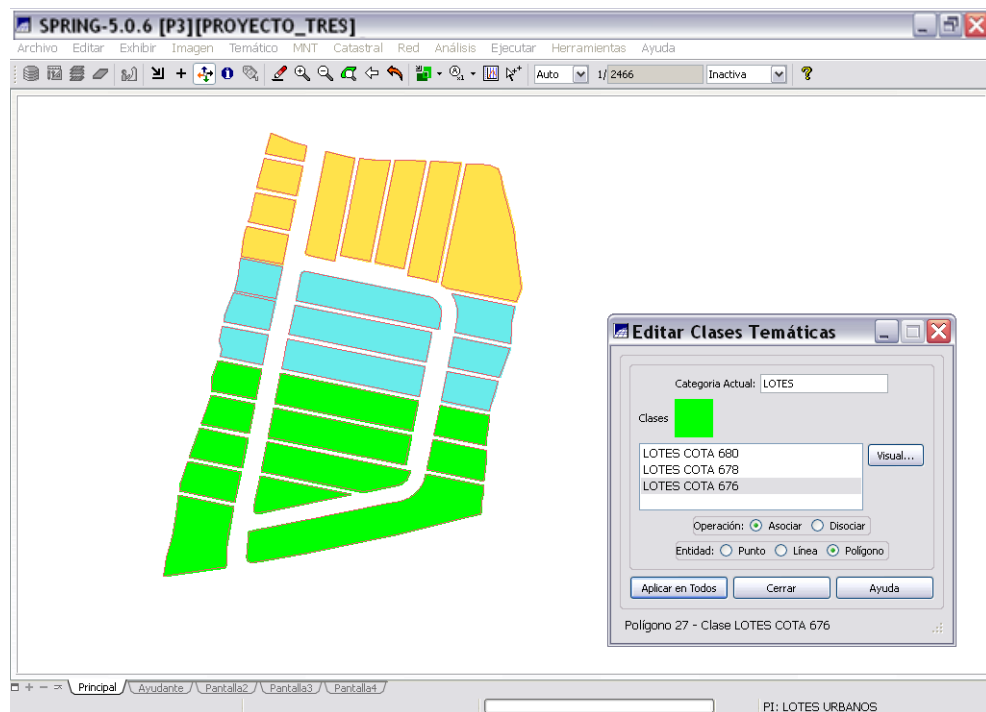 SPRING-5.0.6 [P3][PROYECTO_TRES]
Archivo Editar Exhibir Imagen Temático MNT Catastral Red Análisis Ejecutar Herramientas Ayuda
Auto 1/ 2466 Inactiva
Editar Clases Temáticas
Categoria Actual: LOTES
Clases
LOTES COTA 680
LOTES COTA 678
LOTES COTA 676
Visual...
Operación: Asociar Disociar
Entidad: Punto Línea Polígono
Aplicar en Todos Cerrar Ayuda
Polígono 27 - Clase LOTES COTA 676
Principal Ayudante Pantalla2 Pantalla3 Pantalla4
PI: LOTES URBANOS